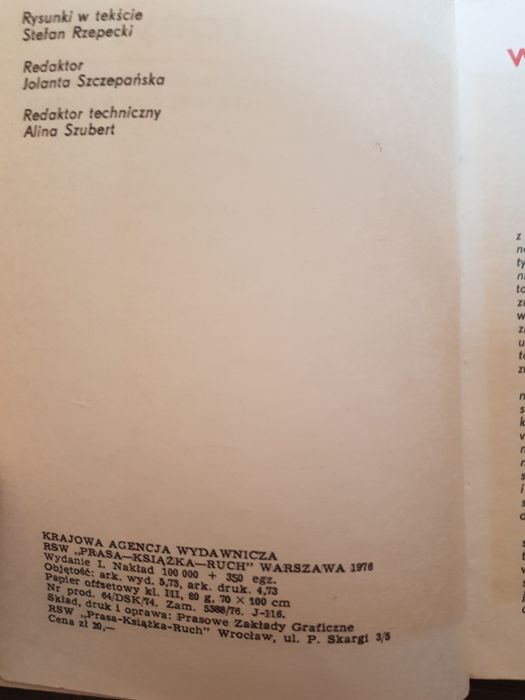 Rysunki w tekście
Stefan Rzepecki
Redaktor
Jolanta Szczepańska
Redaktor techniczny
Alina Szubert
KRAJOWA AGENCJA WYDAWNICZA
RSW „PRASA—KSIĄŻKA—RUCH" WARSZAWA 1976
Wydanie I. Nakład 100 000 + 350 egz.
Objętość: ark. wyd. 5,75, ark. druk. 4,73
Papier offsetowy kl. III, 80 g, 70 × 100 cm
Nr prod. 64/DSK/74. Zam. 5588/76. J-116.
Skład, druk i oprawa: Prasowe Zakłady Graficzne
RSW „Prasa-Książka-Ruch" Wrocław, ul. P. Skargi 3/5
Cena zł 20,—